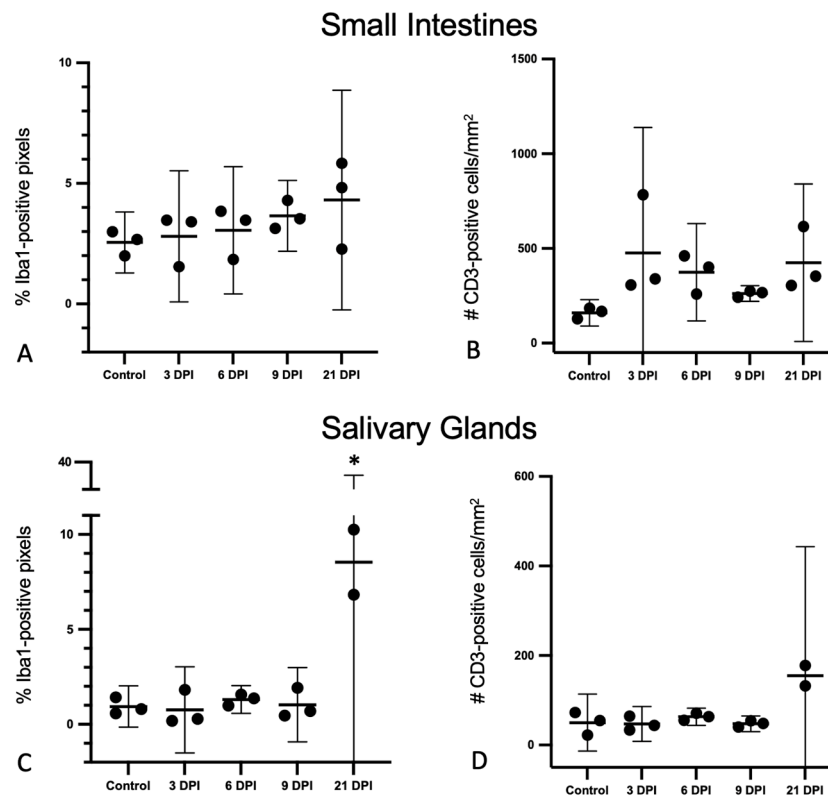 Small Intestines
10
5
0
% Iba1-positive pixels
A
Control 3 DPI 6 DPI 9 DPI 21 DPI
1500
1000
500
0
# CD3-positive cells/mm²
B
Control 3 DPI 6 DPI 9 DPI 21 DPI
Salivary Glands
40
*
10
5
0
% Iba1-positive pixels
C
Control 3 DPI 6 DPI 9 DPI 21 DPI
600
400
200
0
# CD3-positive cells/mm²
D
Control 3 DPI 6 DPI 9 DPI 21 DPI